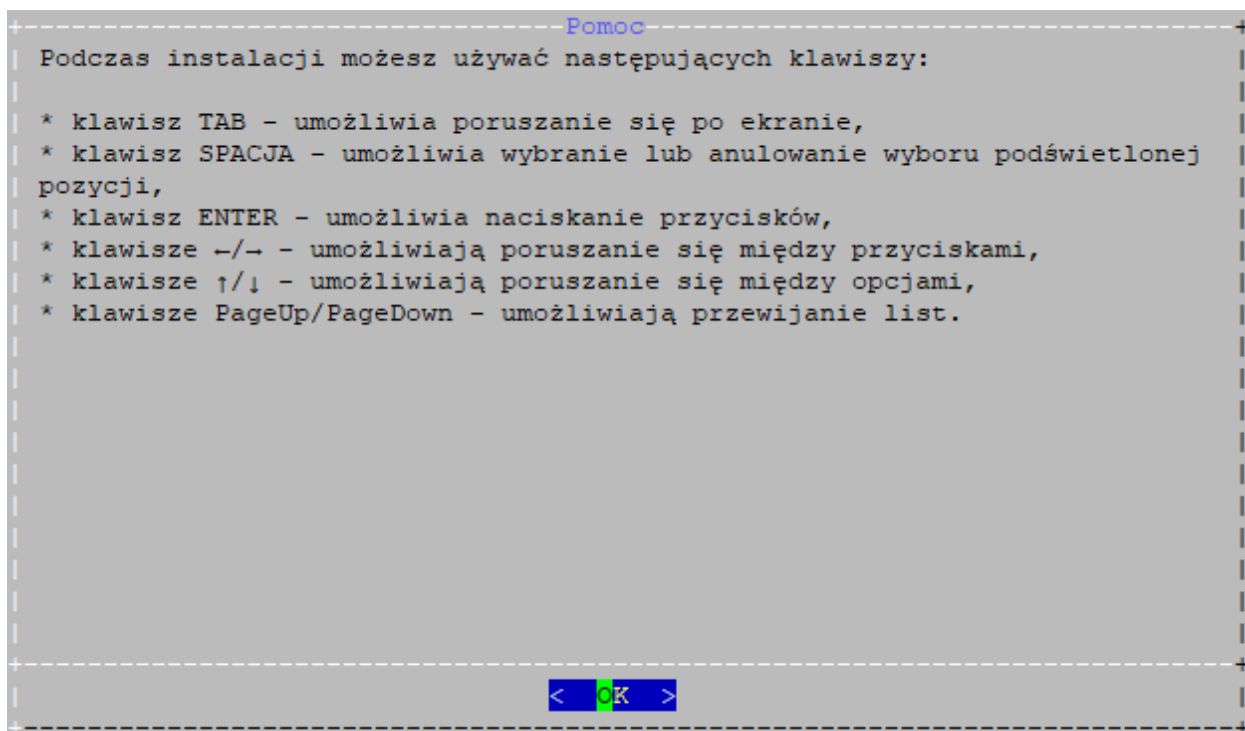 Pomoc
Podczas instalacji możesz używać następujących klawiszy:
* klawisz TAB – umożliwia poruszanie się po ekranie,
* klawisz SPACJA – umożliwia wybranie lub anulowanie wyboru podświetlonej
pozycji,
* klawisz ENTER – umożliwia naciskanie przycisków,
* klawisze ←/→ – umożliwiają poruszanie się między przyciskami,
* klawisze ↑/↓ – umożliwiają poruszanie się między opcjami,
* klawisze PageUp/PageDown – umożliwiają przewijanie list.
< OK >